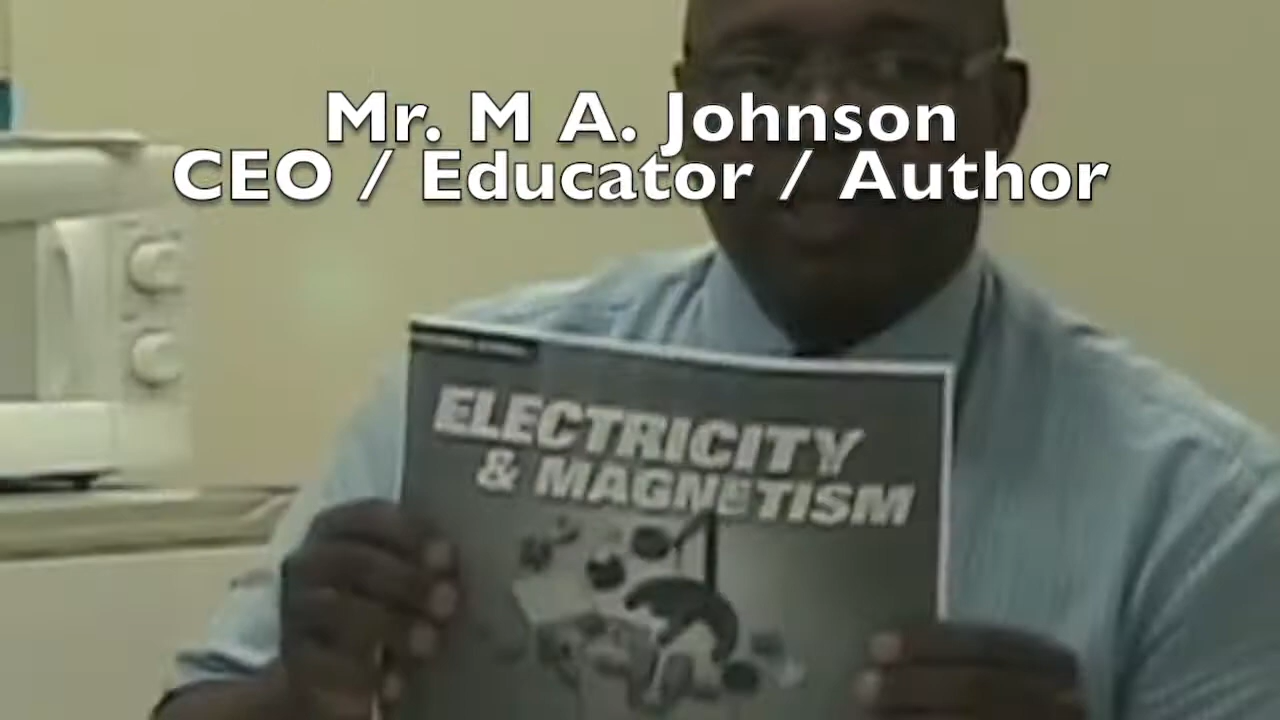 Mr. M A. Johnson
CEO / Educator / Author
ELECTRICITY
& MAGNETISM